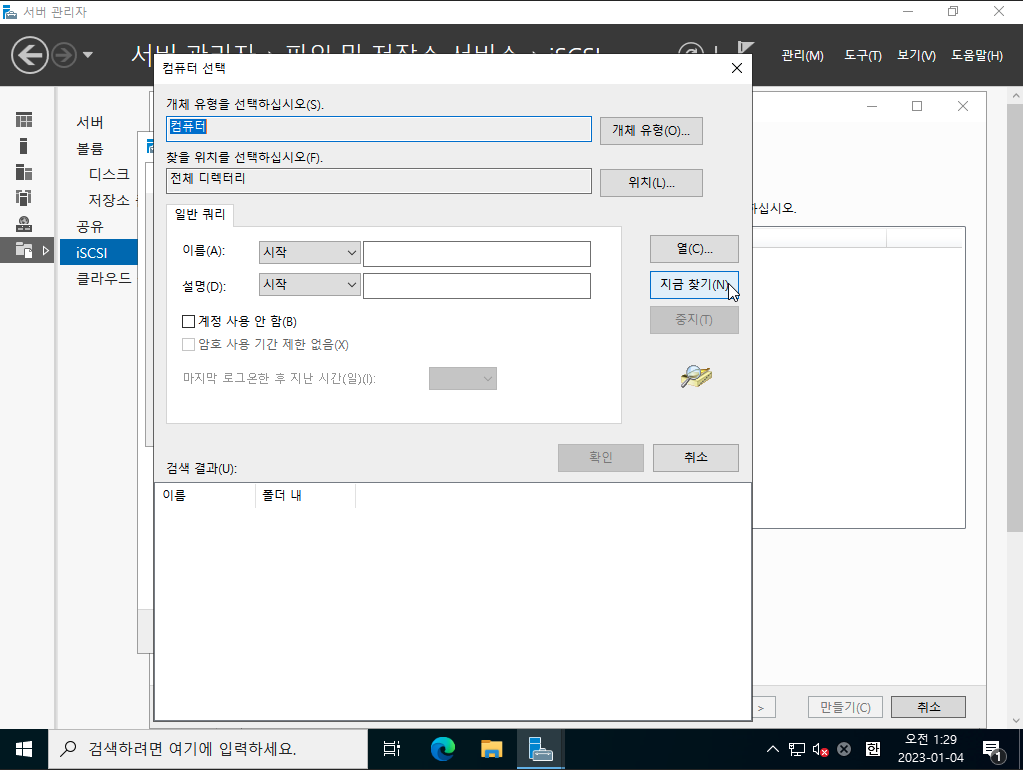 서버 관리자
서버 관리자 › 파일 및 저장소 서비스 › iSCSI
관리(M) 도구(T) 보기(V) 도움말(H)
서버
볼륨
디스크
저장소
공유
iSCSI
클라우드
컴퓨터 선택
개체 유형을 선택하십시오(S).
컴퓨터
개체 유형(O)...
찾을 위치를 선택하십시오(F).
전체 디렉터리
위치(L)...
일반 쿼리
이름(A): 시작
설명(D): 시작
계정 사용 안 함(B)
암호 사용 기간 제한 없음(X)
마지막 로그온한 후 지난 시간(일)(I):
열(C)...
지금 찾기(N)
중지(T)
확인 취소
검색 결과(U):
이름 폴더 내
하십시오.
> 만들기(C) 취소
검색하려면 여기에 입력하세요.
한
오전 1:29
2023-01-04
1